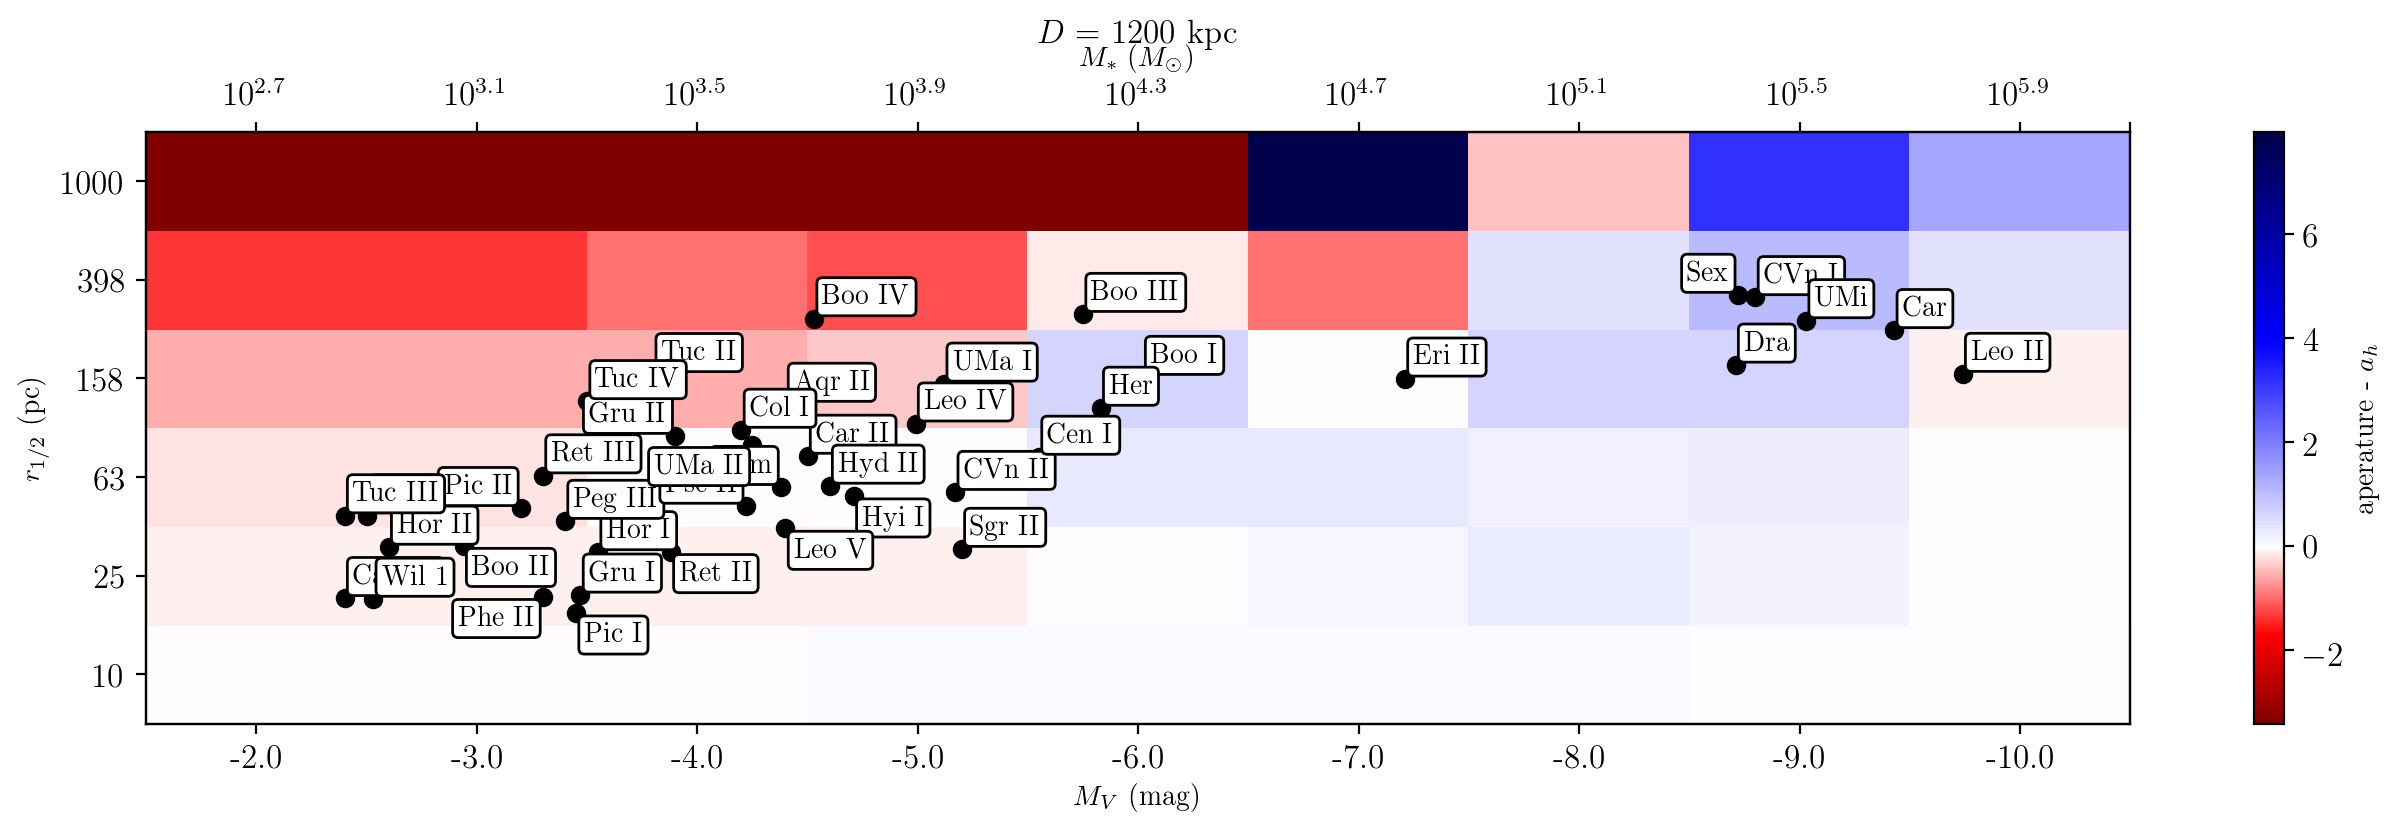 D = 1200 kpc
M* (M⊙)
10^2.7 10^3.1 10^3.5 10^3.9 10^4.3 10^4.7 10^5.1 10^5.5 10^5.9
1000
398
158
63
25
10
r1/2 (pc)
Sex
CVn I
UMi
Car
Boo IV
Boo III
Dra
Leo II
Tuc II
UMa I
Boo I
Eri II
Tuc IV
Aqr II
Her
Gru II
Col I
Leo IV
Ret III
Car II
Cen I
UMa II
Hyd II
CVn II
Tuc III
Pic II
Peg III
Hor II
Hor I
Hyi I
Sgr II
Leo V
Wil 1
Boo II
Gru I
Ret II
Phe II
Pic I
-2.0 -3.0 -4.0 -5.0 -6.0 -7.0 -8.0 -9.0 -10.0
MV (mag)
6
4
2
0
−2
aperature - ah